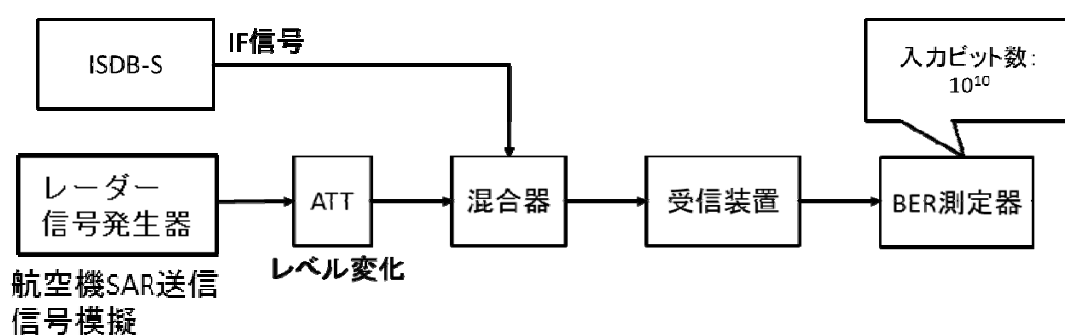 ISDB-S
IF信号
入力ビット数:
10¹⁰
レーダー
信号発生器
ATT
混合器
受信装置
BER測定器
レベル変化
航空機SAR送信
信号模擬